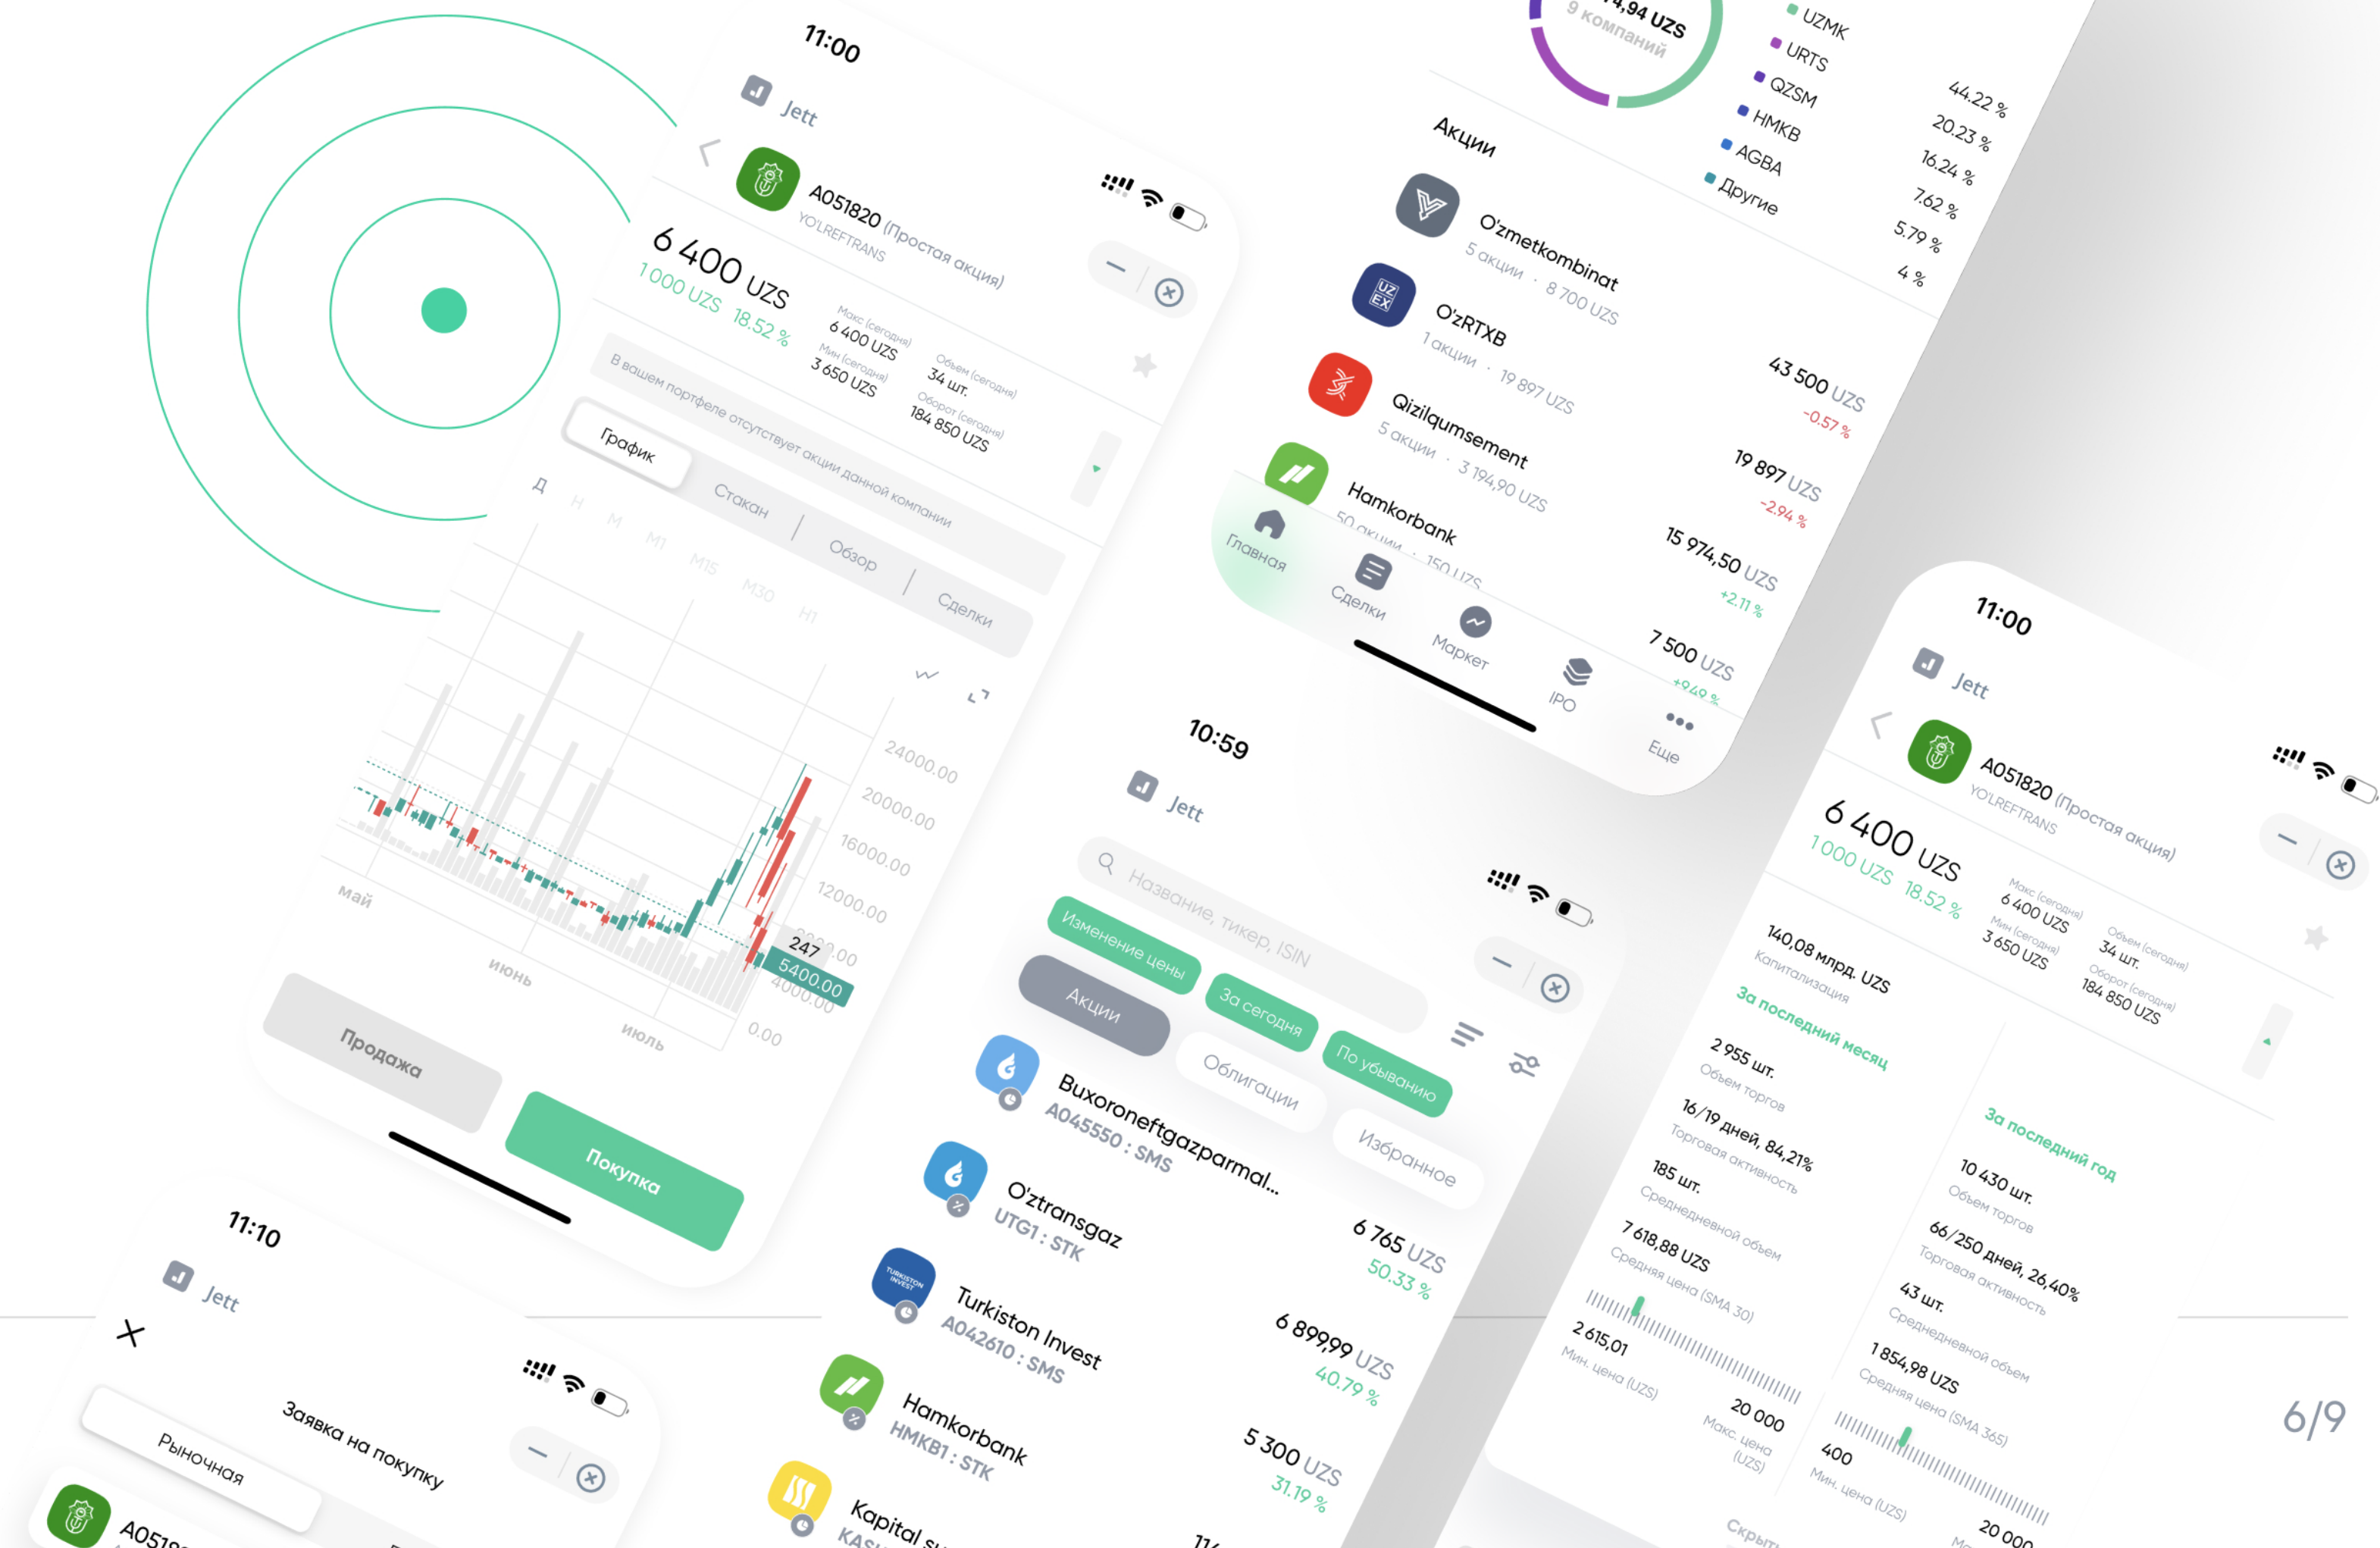 11:00
Jett
A051820 (Простая акция)
YO'LREFTRANS
6 400 UZS
1 000 UZS 18.52 %
Макс (сегодня)
6 400 UZS
Мин (сегодня)
3 650 UZS
Объем (сегодня)
34 шт.
Оборот (сегодня)
184 850 UZS
В вашем портфеле отсутствует акции данной компании
График
Стакан
Обзор
Сделки
Д Н М М1 М15 М30 Н1
24000.00
20000.00
16000.00
12000.00
247
5400.00
4000.00
0.00
май
июнь
июль
Продажа
Покупка
9 компаний
UZMK
URTS
QZSM
HMKB
AGBA
Другие
44.22 %
20.23 %
16.24 %
7.62 %
5.79 %
4 %
Акции
O'zmetkombinat
5 акции · 8 700 UZS
43 500 UZS
-0.57 %
O'zRTXB
1 акции · 19 897 UZS
19 897 UZS
-2.94 %
Qizilqumsement
5 акции · 3 194,90 UZS
15 974,50 UZS
+2.11 %
Hamkorbank
50 акции · 150 UZS
7 500 UZS
+9.49 %
UZ
EX
Главная
Сделки
Маркет
IPO
Еще
10:59
Jett
Название, тикер, ISIN
Изменение цены
За сегодня
По убыванию
Акции
Облигации
Избранное
Buxoroneftgazparmal...
A045550 : SMS
6 765 UZS
50.33 %
O'ztransgaz
UTG1 : STK
6 899,99 UZS
40.79 %
TURKISTON
INVEST
Turkiston Invest
A042610 : SMS
5 300 UZS
31.19 %
Hamkorbank
HMKB1 : STK
Kapital
11:00
Jett
A051820 (Простая акция)
YO'LREFTRANS
6 400 UZS
1 000 UZS 18.52 %
Макс (сегодня)
6 400 UZS
Мин (сегодня)
3 650 UZS
Объем (сегодня)
34 шт.
Оборот (сегодня)
184 850 UZS
140,08 млрд. UZS
Капитализация
За последний месяц
2 955 шт.
Объем торгов
16/19 дней, 84,21%
Торговая активность
185 шт.
Среднедневной объем
7 618,88 UZS
Средняя цена (SMA 30)
2 615,01
Мин. цена (UZS)
20 000
Макс. цена
(UZS)
За последний год
10 430 шт.
Объем торгов
66/250 дней, 26,40%
Торговая активность
43 шт.
Среднедневной объем
1 854,98 UZS
Средняя цена (SMA 365)
400
Мин. цена (UZS)
20 000
11:10
Jett
Заявка на покупку
Рыночная
6/9